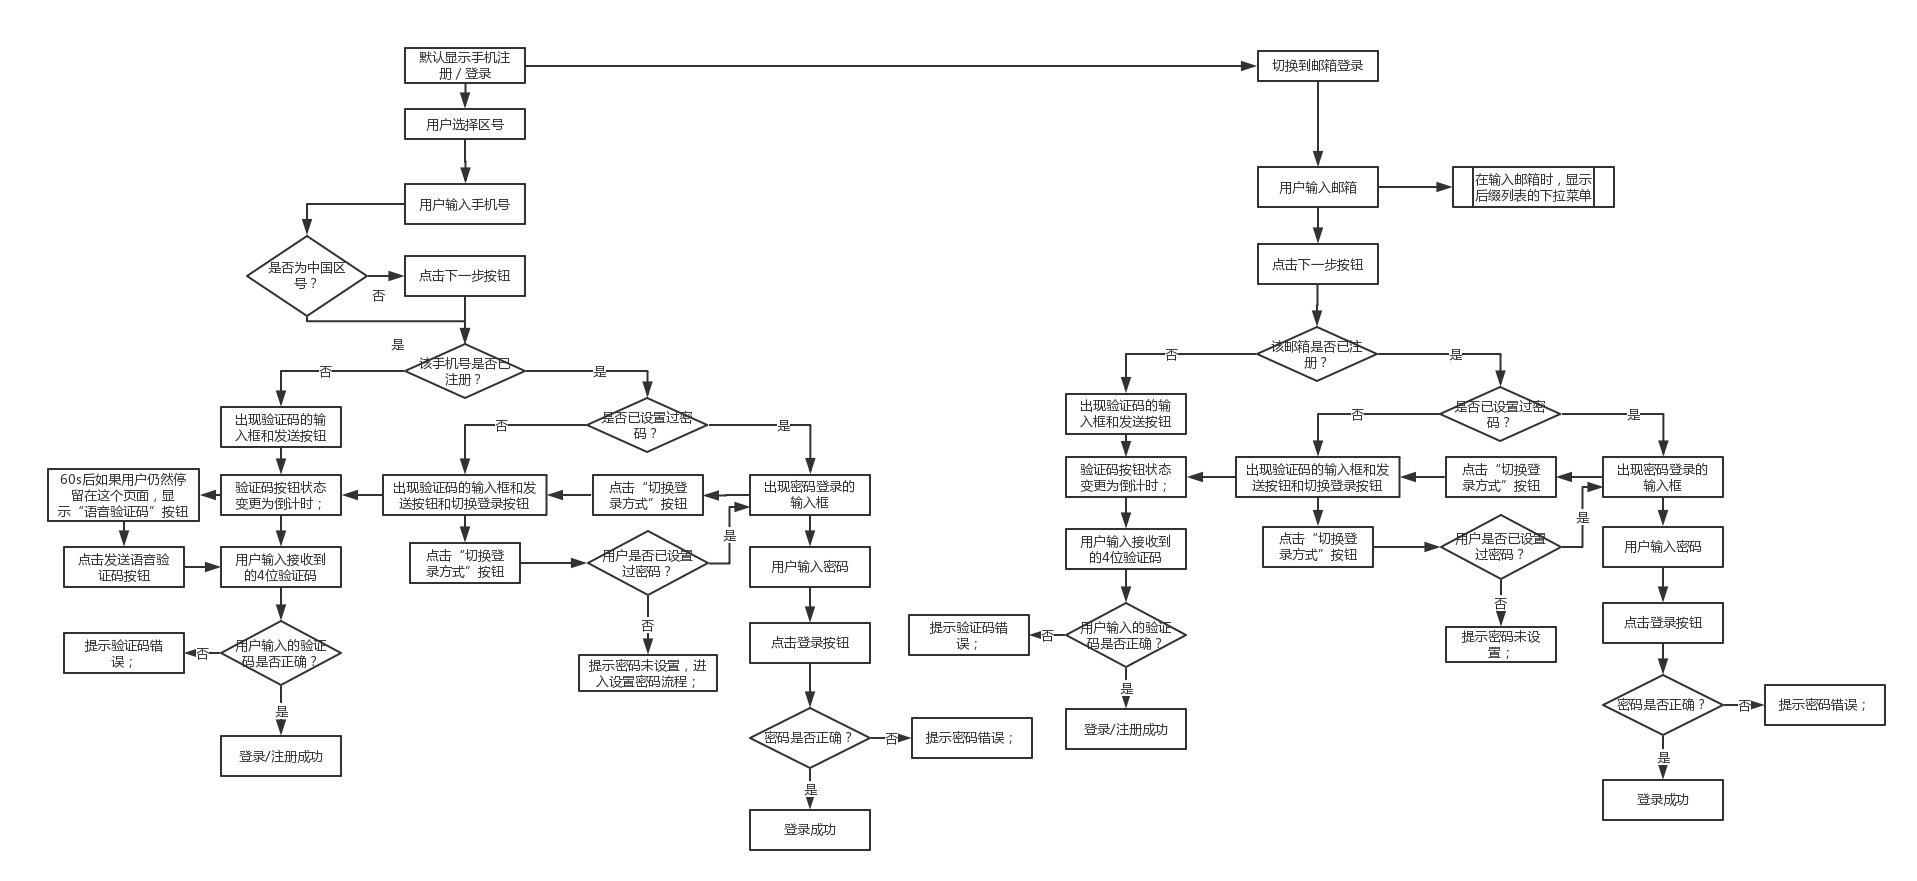 默认显示手机注
册 / 登录
用户选择区号
用户输入手机号
是否为中国区
号？
否
点击下一步按钮
是
该手机号是否已
注册？
否
是
出现验证码的输
入框和发送按钮
是否已设置过密
码？
否
是
60s后如果用户仍然停
留在这个页面，显
示“语音验证码”按钮
验证码按钮状态
变更为倒计时；
出现验证码的输入框和发
送按钮和切换登录按钮
点击“切换登
录方式”按钮
出现密码登录的
输入框
点击发送语音验
证码按钮
用户输入接收到
的4位验证码
点击“切换登
录方式”按钮
用户是否已设置
过密码？
是
用户输入密码
提示验证码错
误；
否
用户输入的验证
码是否正确？
否
点击登录按钮
提示密码未设置，进
入设置密码流程；
是
登录/注册成功
密码是否正确？
否
提示密码错误；
是
登录成功
切换到邮箱登录
用户输入邮箱
在输入邮箱时，显示
后缀列表的下拉菜单
点击下一步按钮
该邮箱是否已注
册？
否
是
出现验证码的输
入框和发送按钮
是否已设置过密
码？
否
是
验证码按钮状态
变更为倒计时；
出现验证码的输入框和发
送按钮和切换登录按钮
点击“切换登
录方式”按钮
出现密码登录的
输入框
用户输入接收到
的4位验证码
点击“切换登
录方式”按钮
用户是否已设置
过密码？
是
用户输入密码
提示验证码错
误；
否
用户输入的验证
码是否正确？
否
提示密码未设
置；
点击登录按钮
是
登录/注册成功
密码是否正确？
否
提示密码错误；
是
登录成功